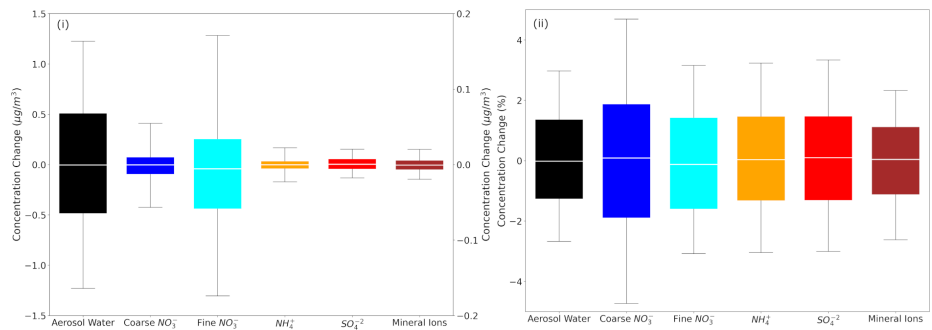 (i)
Concentration Change (μg/m³)
1.5
1.0
0.5
0.0
−0.5
−1.0
−1.5
Aerosol Water Coarse NO₃⁻ Fine NO₃⁻ NH₄⁺ SO₄⁻² Mineral Ions
0.2
0.1
0.0
−0.1
−0.2
Concentration Change (μg/m³)
(ii)
Concentration Change (%)
4
2
0
−2
−4
Aerosol Water Coarse NO₃⁻ Fine NO₃⁻ NH₄⁺ SO₄⁻² Mineral Ions